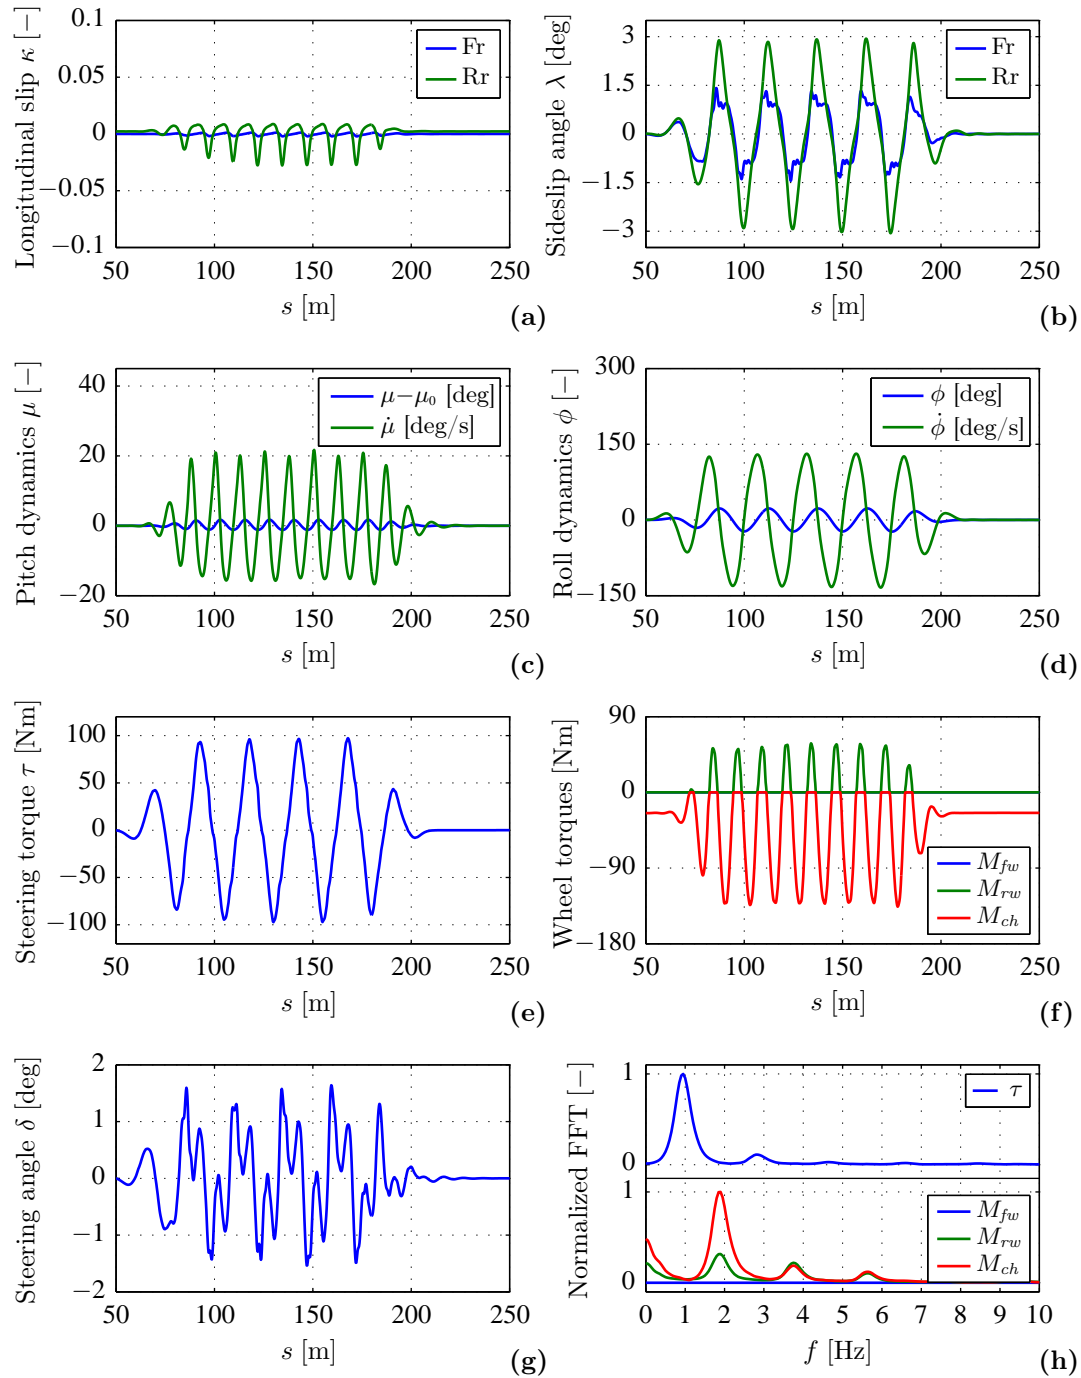 Longitudinal slip κ [−]
0.1
0.05
0
−0.05
−0.1
Fr
Rr
50 100 150 200 250
s [m]
(a)
Sideslip angle λ [deg]
3
1.5
0
−1.5
−3
Fr
Rr
50 100 150 200 250
s [m]
(b)
Pitch dynamics μ [−]
40
20
0
−20
μ−μ₀ [deg]
μ̇ [deg/s]
50 100 150 200 250
s [m]
(c)
Roll dynamics ϕ [−]
300
150
0
−150
ϕ [deg]
ϕ̇ [deg/s]
50 100 150 200 250
s [m]
(d)
Steering torque τ [Nm]
100
50
0
−50
−100
50 100 150 200 250
s [m]
(e)
Wheel torques [Nm]
90
0
−90
−180
M_fw
M_rw
M_ch
50 100 150 200 250
s [m]
(f)
Steering angle δ [deg]
2
1
0
−1
−2
50 100 150 200 250
s [m]
(g)
Normalized FFT [−]
1
0
τ
1
0
M_fw
M_rw
M_ch
0 1 2 3 4 5 6 7 8 9 10
f [Hz]
(h)